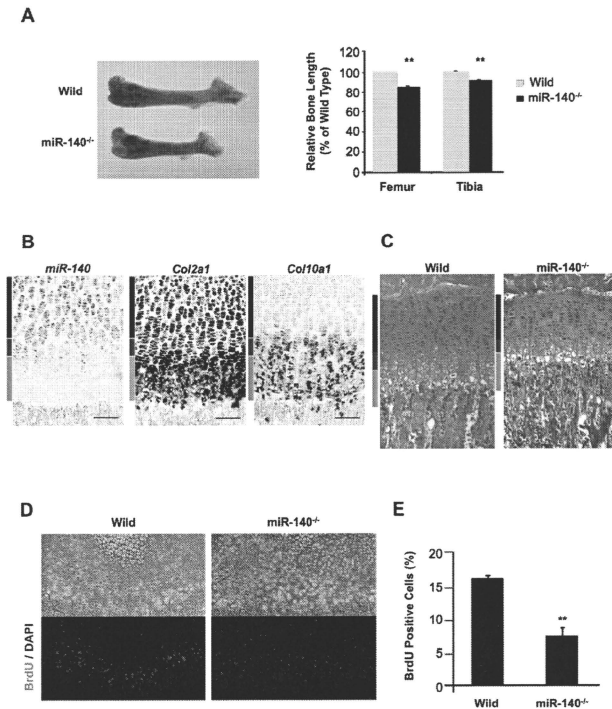 A
Wild
miR-140-/-
Relative Bone Length
(% of Wild Type)
120
100
80
60
40
20
0
**
**
Femur
Tibia
Wild
miR-140-/-
B
miR-140
Col2a1
Col10a1
C
Wild
miR-140-/-
D
Wild
miR-140-/-
BrdU / DAPI
E
BrdU Positive Cells (%)
20
15
10
5
0
**
Wild
miR-140-/-